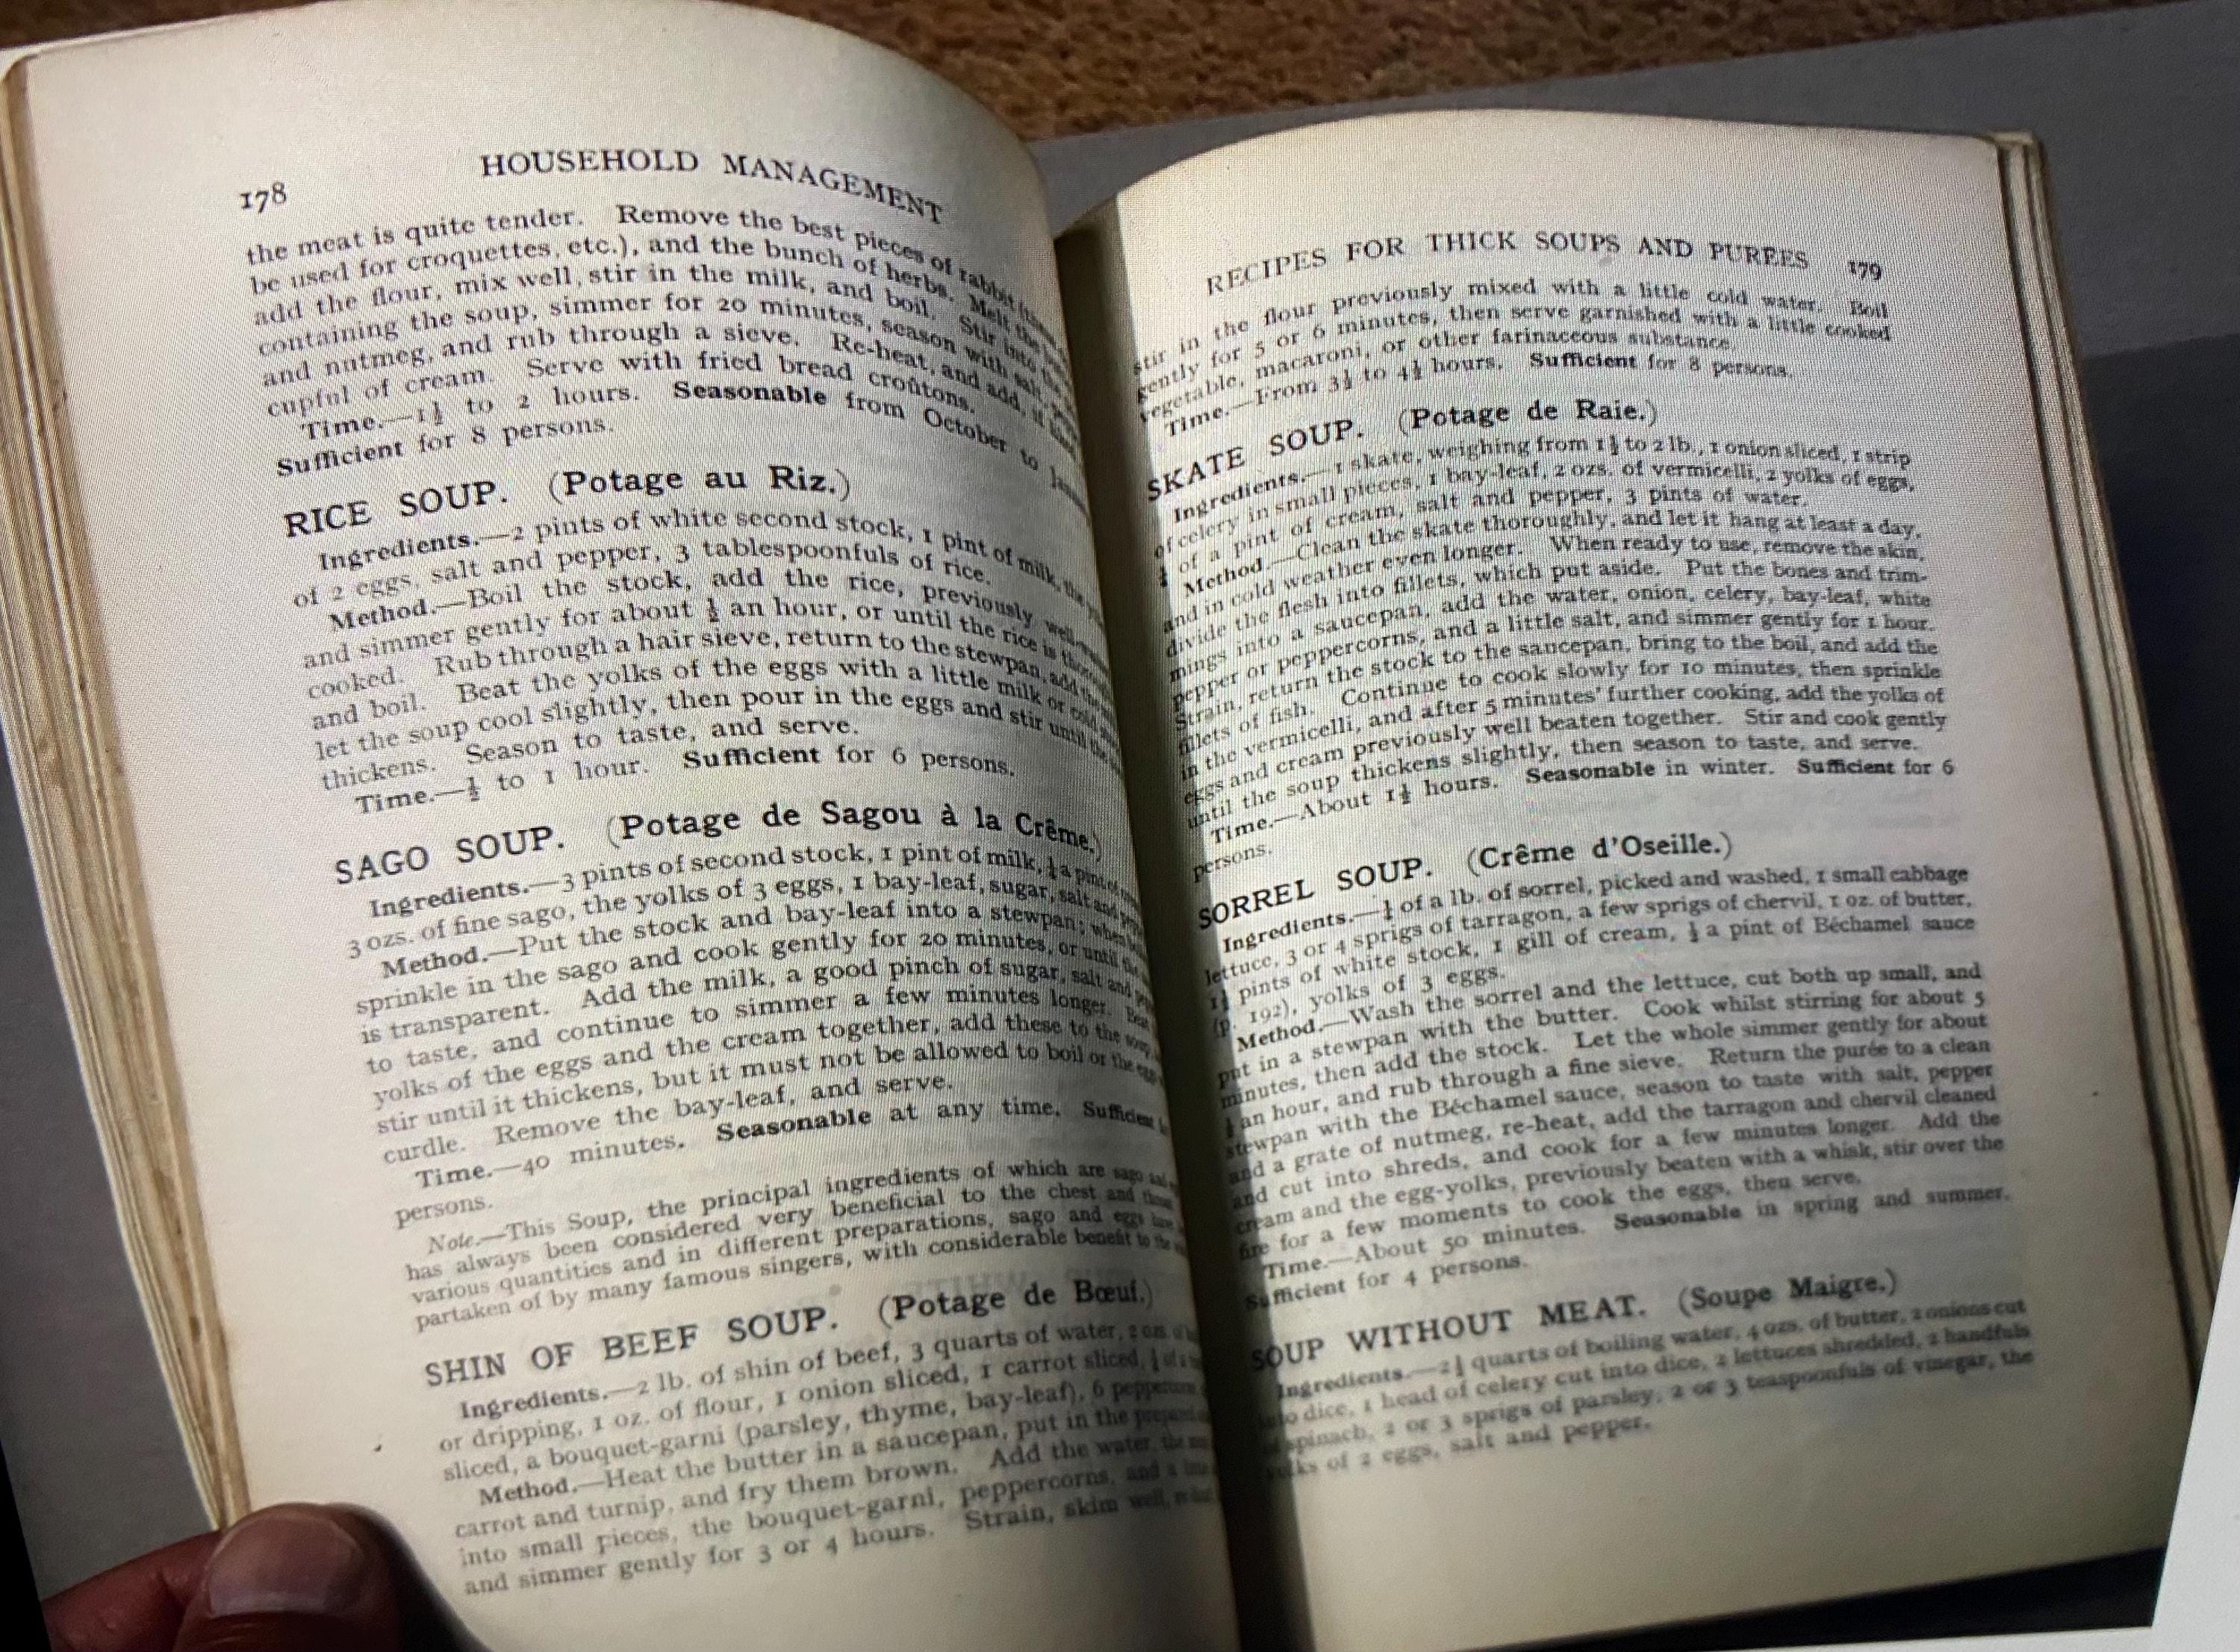 178
HOUSEHOLD MANAGEMENT
the meat is quite tender. Remove the best pieces of rabbit
be used for croquettes, etc.), and the bunch of herbs. Melt the
add the flour, mix well, stir in the milk, and boil. Stir into the
containing the soup, simmer for 20 minutes, season with salt,
and nutmeg, and rub through a sieve. Re-heat, and add, if
cupful of cream. Serve with fried bread croûtons.
Time.—1½ to 2 hours. Seasonable from October to
Sufficient for 8 persons.
RICE SOUP. (Potage au Riz.)
Ingredients.—2 pints of white second stock, 1 pint of milk, the
of 2 eggs, salt and pepper, 3 tablespoonfuls of rice.
Method.—Boil the stock, add the rice, previously
and simmer gently for about ½ an hour, or until the rice is
cooked. Rub through a hair sieve, return to the stewpan, add the
and boil. Beat the yolks of the eggs with a little milk or
let the soup cool slightly, then pour in the eggs and stir until the
thickens. Season to taste, and serve.
Time.—½ to 1 hour. Sufficient for 6 persons.
SAGO SOUP. (Potage de Sagou à la Crême.)
Ingredients.—3 pints of second stock, 1 pint of milk, ½ a pint of
3 ozs. of fine sago, the yolks of 3 eggs, 1 bay-leaf, sugar, salt and
Method.—Put the stock and bay-leaf into a stewpan; when
sprinkle in the sago and cook gently for 20 minutes, or until the
is transparent. Add the milk, a good pinch of sugar, salt and
to taste, and continue to simmer a few minutes longer. Beat
yolks of the eggs and the cream together, add these to the soup,
stir until it thickens, but it must not be allowed to boil or the
curdle. Remove the bay-leaf, and serve.
Time.—40 minutes. Seasonable at any time. Sufficient
persons.
Note.—This Soup, the principal ingredients of which are sago
has always been considered very beneficial to the chest and
various quantities and in different preparations, sago and eggs
partaken of by many famous singers, with considerable benefit to the
SHIN OF BEEF SOUP. (Potage de Bœuf.)
Ingredients.—2 lb. of shin of beef, 3 quarts of water,
or dripping, 1 oz. of flour, 1 onion sliced, 1 carrot sliced,
sliced, a bouquet-garni (parsley, thyme, bay-leaf), 6
Method.—Heat the butter in a saucepan, put in the
carrot and turnip, and fry them brown. Add the water,
into small pieces, the bouquet-garni, peppercorns, and a
and simmer gently for 3 or 4 hours. Strain, skim well,
RECIPES FOR THICK SOUPS AND PURÉES 179
stir in the flour previously mixed with a little cold water. Boil
gently for 5 or 6 minutes, then serve garnished with a little cooked
vegetable, macaroni, or other farinaceous substance.
Time.—From 3½ to 4½ hours. Sufficient for 8 persons.
SKATE SOUP. (Potage de Raie.)
Ingredients.—1 skate, weighing from 1½ to 2 lb., 1 onion sliced, 1 strip
of celery in small pieces, 1 bay-leaf, 2 ozs. of vermicelli, 2 yolks of eggs,
of a pint of cream, salt and pepper, 3 pints of water.
Method.—Clean the skate thoroughly, and let it hang at least a day,
and in cold weather even longer. When ready to use, remove the skin,
divide the flesh into fillets, which put aside. Put the bones and trim-
mings into a saucepan, add the water, onion, celery, bay-leaf, white
pepper or peppercorns, and a little salt, and simmer gently for 1 hour.
Strain, return the stock to the saucepan, bring to the boil, and add the
fillets of fish. Continue to cook slowly for 10 minutes, then sprinkle
in the vermicelli, and after 5 minutes' further cooking, add the yolks of
eggs and cream previously well beaten together. Stir and cook gently
until the soup thickens slightly, then season to taste, and serve.
Time.—About 1½ hours. Seasonable in winter. Sufficient for 6
persons.
SORREL SOUP. (Crême d'Oseille.)
Ingredients.— of a lb. of sorrel, picked and washed, 1 small cabbage
lettuce, 3 or 4 sprigs of tarragon, a few sprigs of chervil, 1 oz. of butter,
1½ pints of white stock, 1 gill of cream, ½ a pint of Béchamel sauce
(p. 192), yolks of 3 eggs.
Method.—Wash the sorrel and the lettuce, cut both up small, and
put in a stewpan with the butter. Cook whilst stirring for about 5
minutes, then add the stock. Let the whole simmer gently for about
½ an hour, and rub through a fine sieve. Return the purée to a clean
stewpan with the Béchamel sauce, season to taste with salt, pepper
and a grate of nutmeg, re-heat, add the tarragon and chervil cleaned
and cut into shreds, and cook for a few minutes longer. Add the
cream and the egg-yolks, previously beaten with a whisk, stir over the
fire for a few moments to cook the eggs, then serve.
Time.—About 50 minutes. Seasonable in spring and summer.
Sufficient for 4 persons.
SOUP WITHOUT MEAT. (Soupe Maigre.)
Ingredients.—2½ quarts of boiling water, 4 ozs. of butter, 2 onions cut
into dice, 1 head of celery cut into dice, 2 lettuces shredded, 2 handfuls
of spinach, 2 or 3 sprigs of parsley, 2 or 3 teaspoonfuls of vinegar, the
yolks of 2 eggs, salt and pepper.